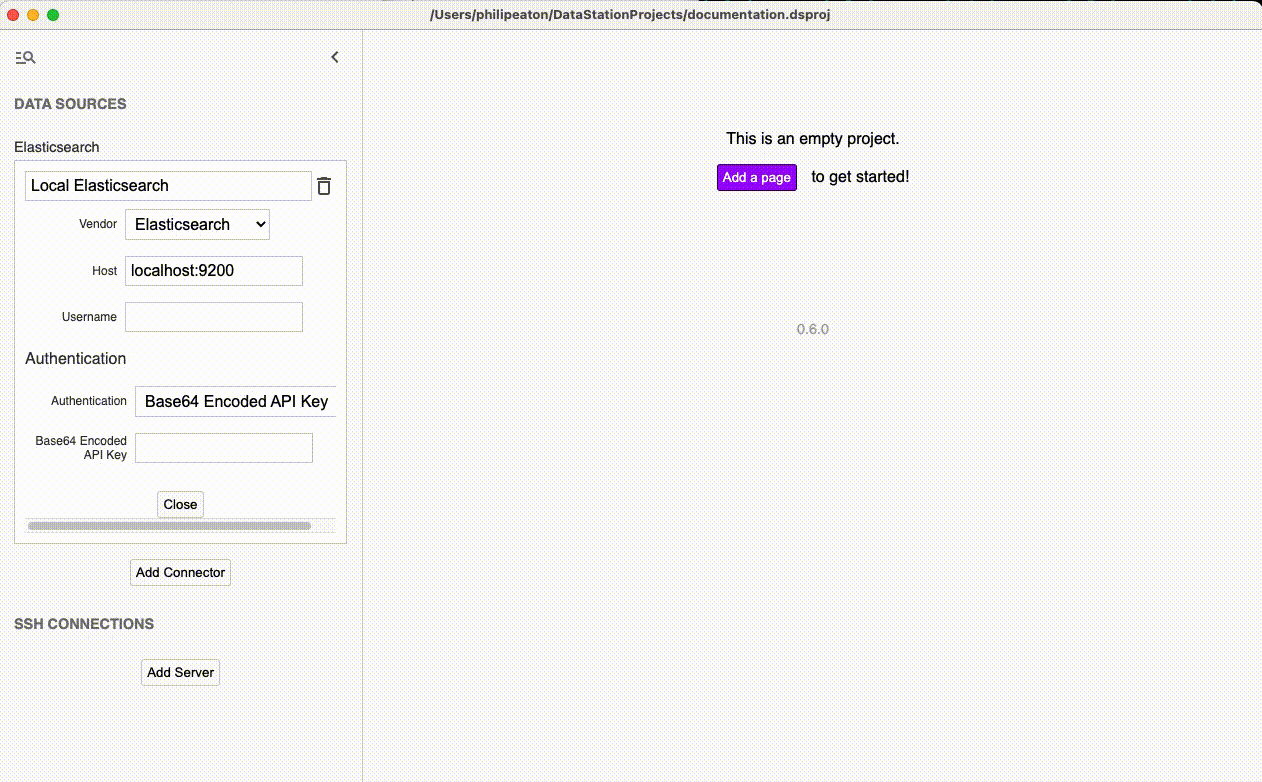 /Users/philipeaton/DataStationProjects/documentation.dsproj
DATA SOURCES
Elasticsearch
Local Elasticsearch
Vendor Elasticsearch
Host localhost:9200
Username
Authentication
Authentication Base64 Encoded API Key
Base64 Encoded
API Key
Close
Add Connector
SSH CONNECTIONS
Add Server
This is an empty project.
Add a page to get started!
0.6.0